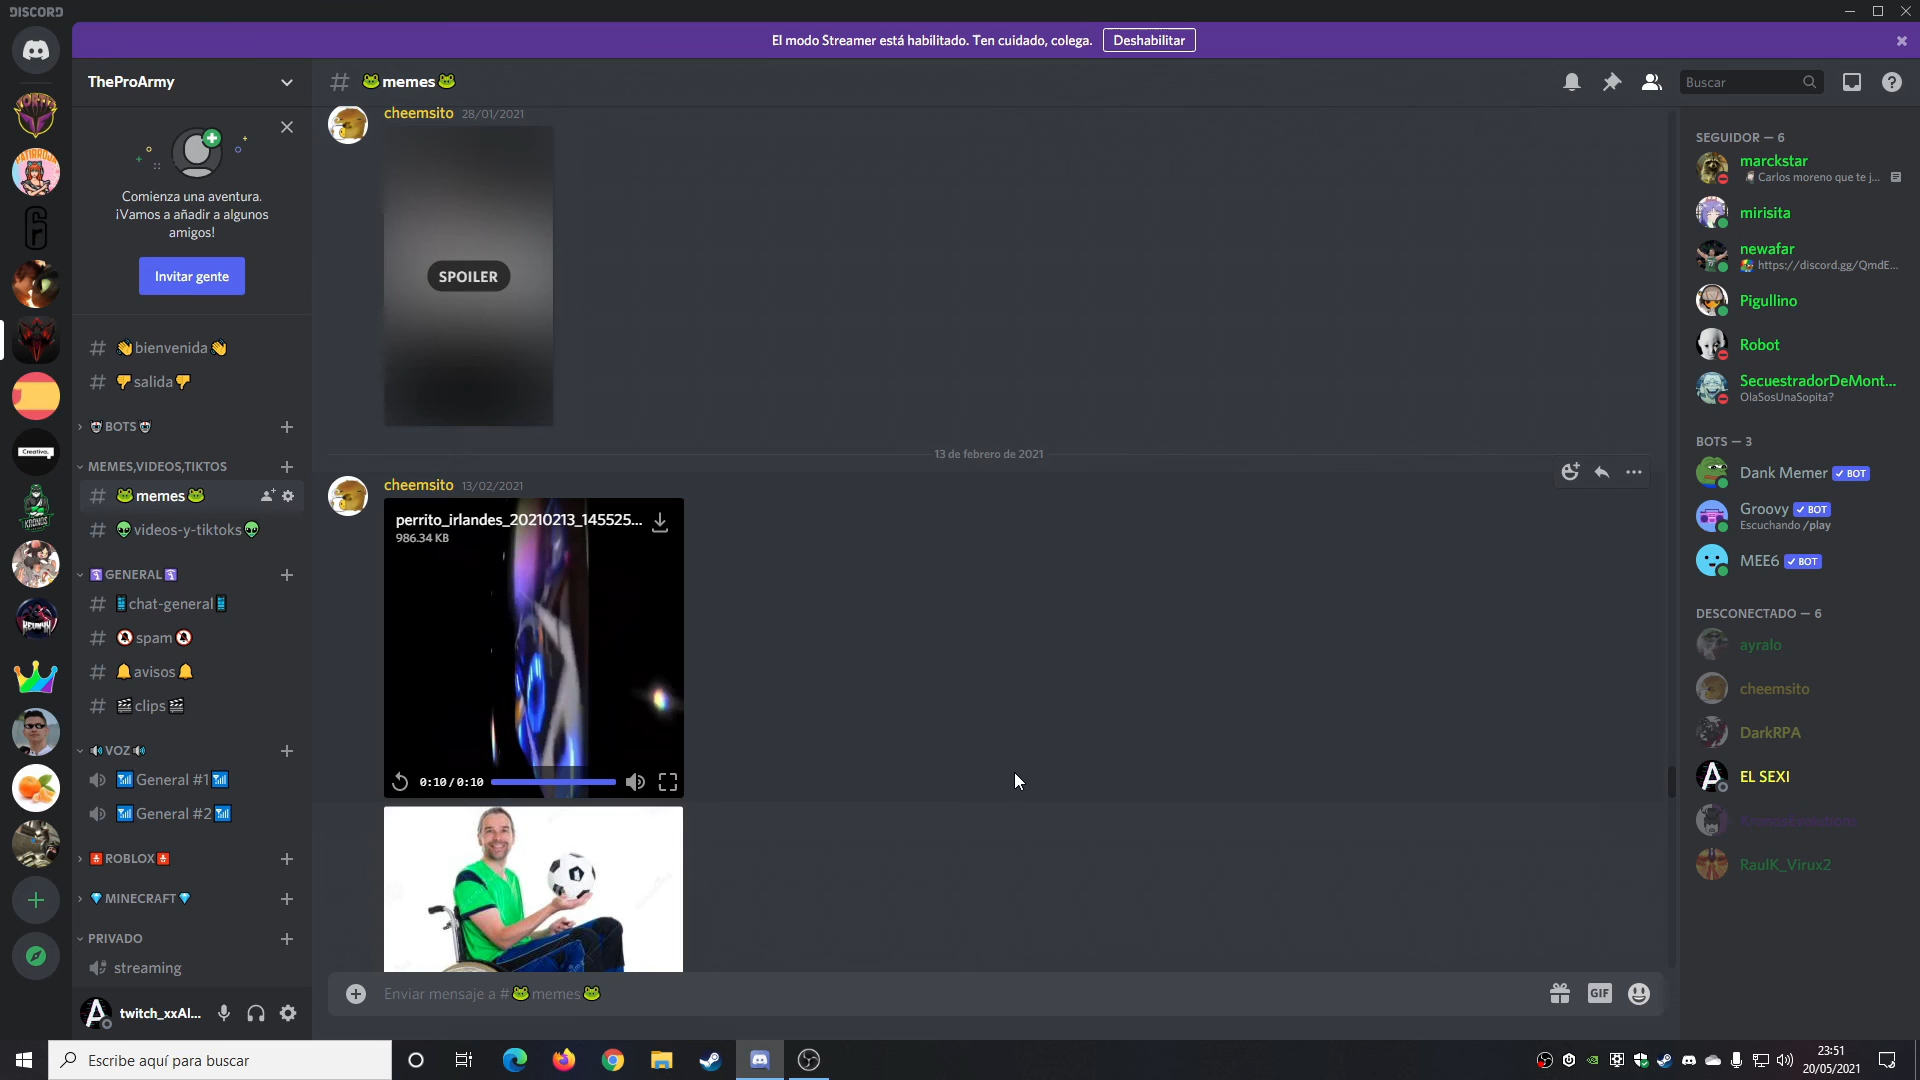 DISCORD
El modo Streamer está habilitado. Ten cuidado, colega.
Deshabilitar
TheProArmy
# 🐸memes🐸
Buscar
Comienza una aventura.
¡Vamos a añadir a algunos
amigos!
Invitar gente
# 👋bienvenida👋
# 👎salida👎
BOTS
MEMES,VIDEOS,TIKTOS
# 🐸memes🐸
# 👽videos-y-tiktoks👽
GENERAL
# 📱chat-general📱
# 🔕spam🔕
# 🔔avisos🔔
# 🎬clips🎬
🔊VOZ🔊
📶General #1📶
📶General #2📶
ROBLOX
💎MINECRAFT💎
PRIVADO
streaming
twitch_xxAl...
Creativa.
KRONOS
cheemsito 28/01/2021
SPOILER
13 de febrero de 2021
cheemsito 13/02/2021
perrito_irlandes_20210213_145525...
986.34 KB
0:10/0:10
Enviar mensaje a #🐸memes🐸
GIF
SEGUIDOR — 6
marckstar
Carlos moreno que te j...
mirisita
newafar
https://discord.gg/QmdE...
Pigullino
Robot
SecuestradorDeMont...
OlaSosUnaSopita?
BOTS — 3
Dank Memer ✓ BOT
Groovy ✓ BOT
Escuchando /play
MEE6 ✓ BOT
DESCONECTADO — 6
ayralo
cheemsito
DarkRPA
EL SEXI
RaulK_Virux2
Escribe aquí para buscar
23:51
20/05/2021